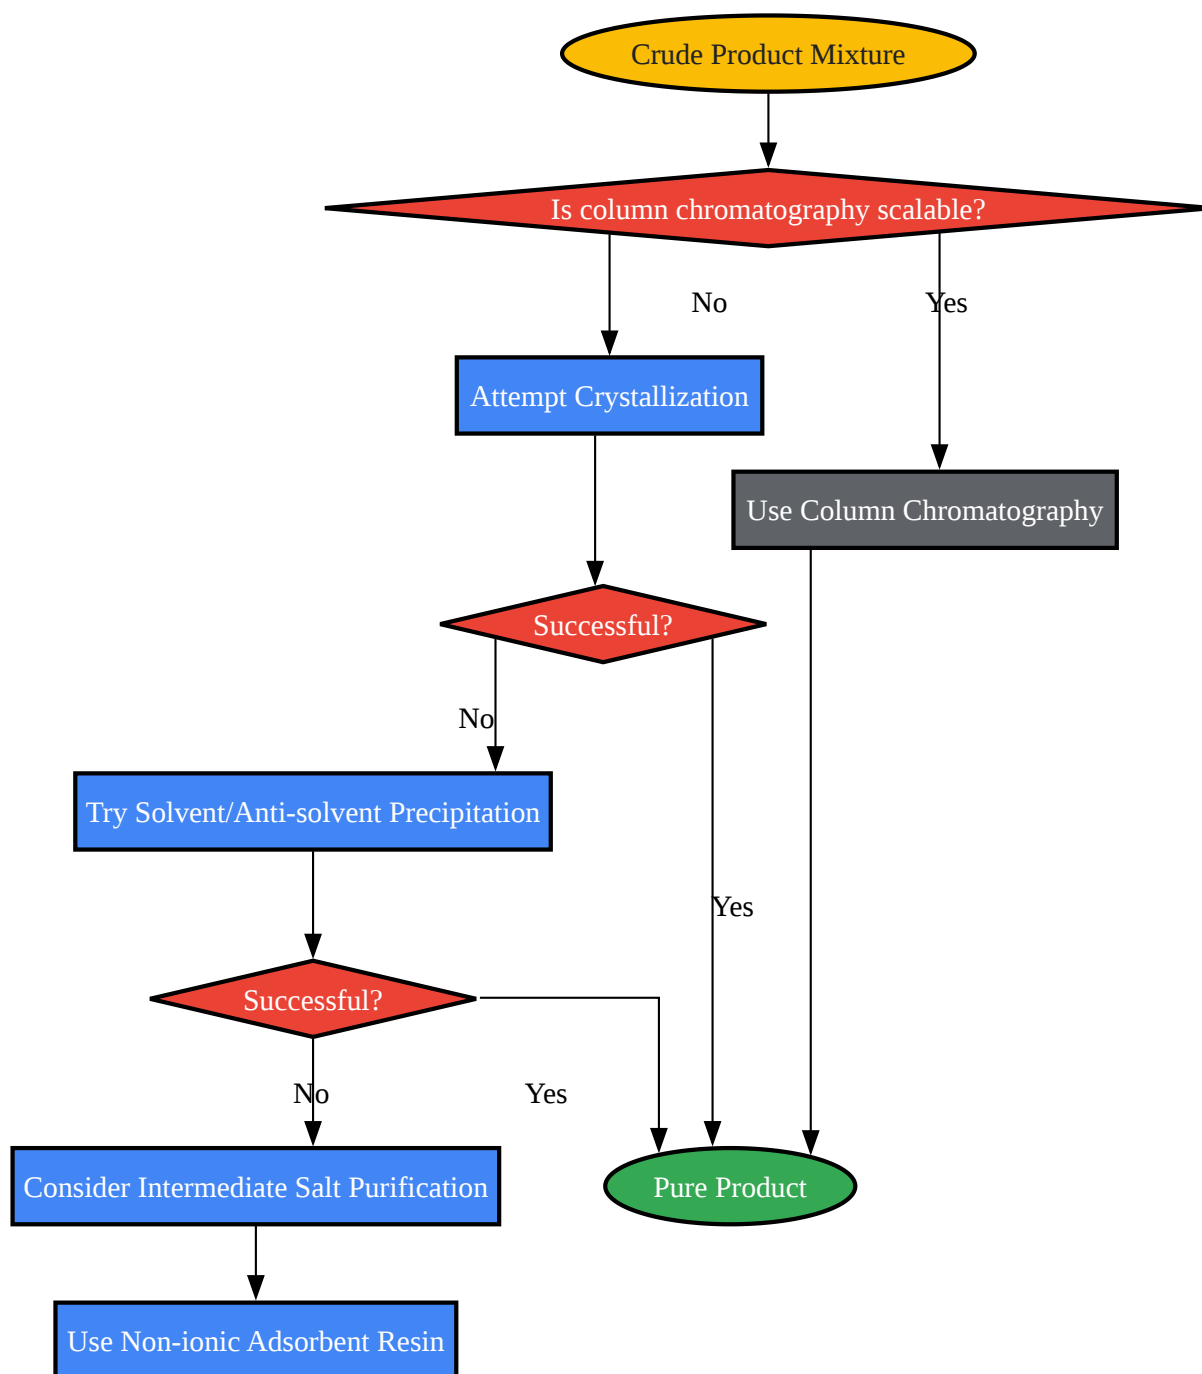 Crude Product Mixture
Is column chromatography scalable?
No
Yes
Attempt Crystallization
Use Column Chromatography
Successful?
No
Try Solvent/Anti-solvent Precipitation
Yes
Successful?
No
Yes
Consider Intermediate Salt Purification
Pure Product
Use Non-ionic Adsorbent Resin